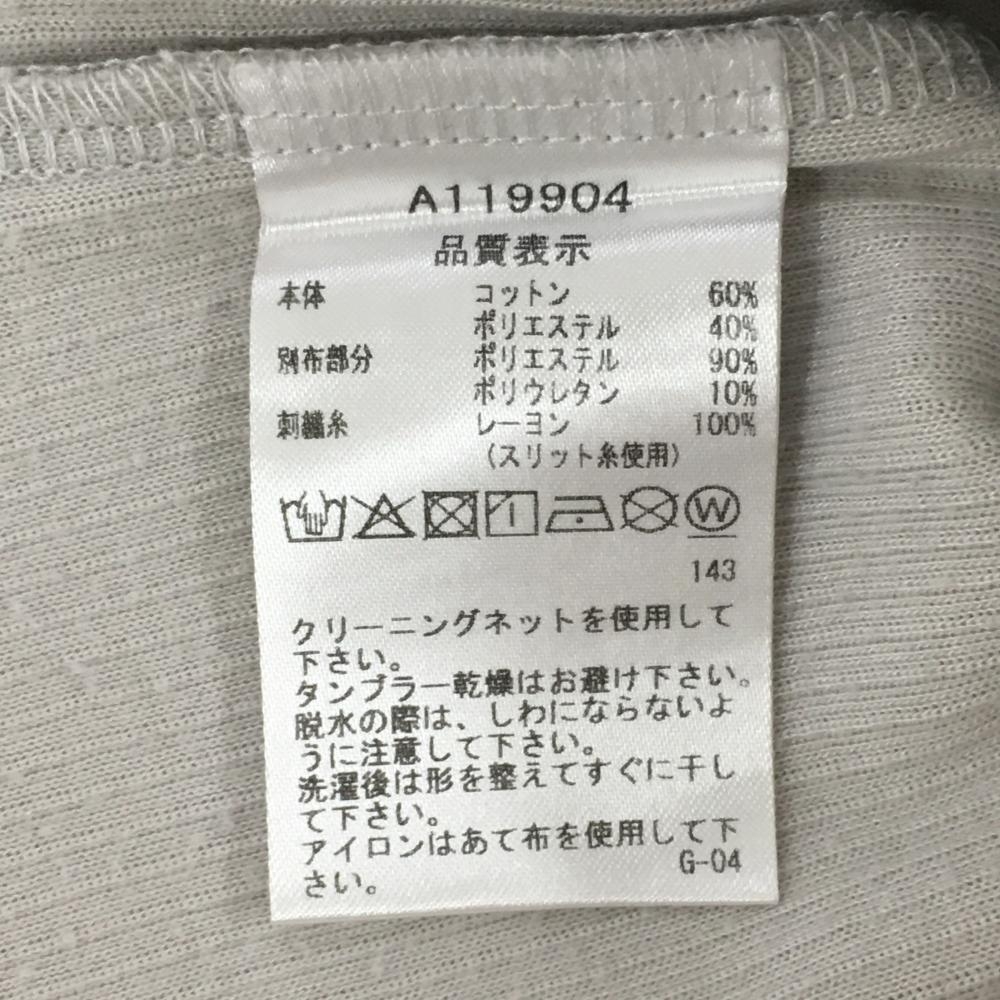 A119904
品質表示
本体 コットン 60%
ポリエステル 40%
別布部分 ポリエステル 90%
ポリウレタン 10%
刺繍糸 レーヨン 100%
(スリット糸使用)
W
143
クリーニングネットを使用して
下さい。
タンブラー乾燥はお避け下さい。
脱水の際は、しわにならないよ
うに注意して下さい。
洗濯後は形を整えてすぐに干し
て下さい。
アイロンはあて布を使用して下
さい。
G-04